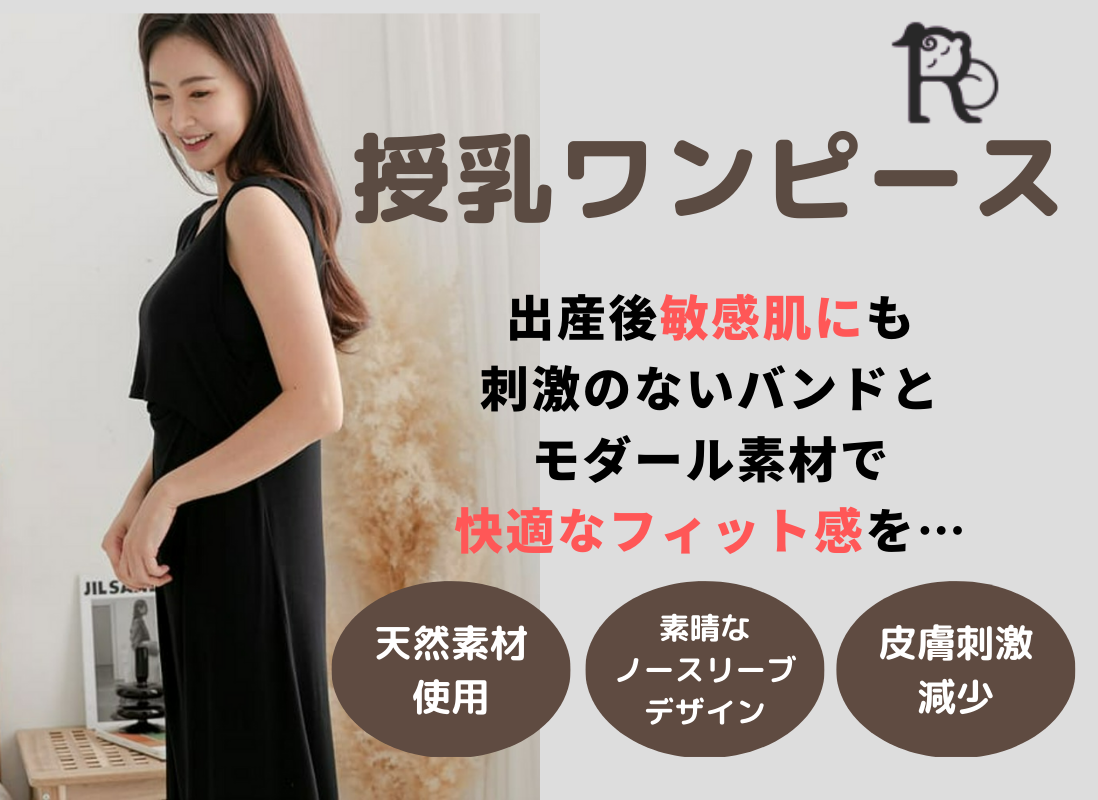 授乳ワンピース
出産後敏感肌にも
刺激のないバンドと
モダール素材で
快適なフィット感を…
天然素材
使用
素晴な
ノースリーブ
デザイン
皮膚刺激
減少